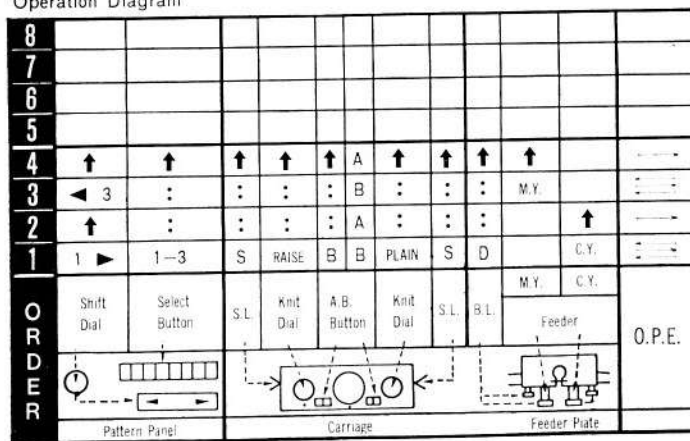 Operation Diagram
8
7
6
5
4 ↑ ↑ ↑ ↑ ↑ A ↑ ↑ ↑ ↑
3 ◄ 3 : : : : B : : : M.Y.
2 ↑ : : : : A : : : ↑
1 1 ► 1-3 S RAISE B B PLAIN S D C.Y.
ORDER
Shift Dial
Select Button
S.L.
Knit Dial
A.B. Button
Knit Dial
S.L.
B.L.
M.Y. C.Y.
Feeder
O.P.E.
Pattern Panel
Carriage
Feeder Plate